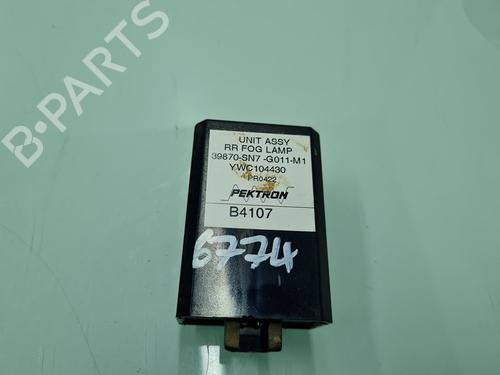 UNIT ASSY
RR FOG LAMP
39870-SN7 -G011-M1
YWC104430
PR0422
PEKTRON
B4107
6774
B-PARTS